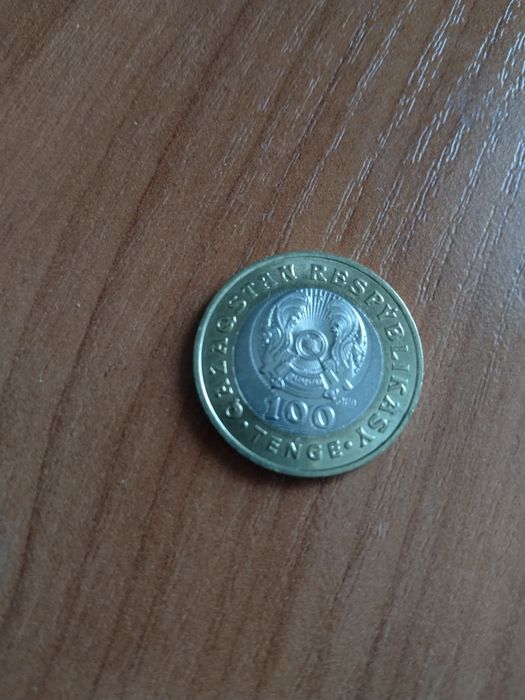 QAZAQSTAN RESPÝBLIKASY
100
• TENGE •